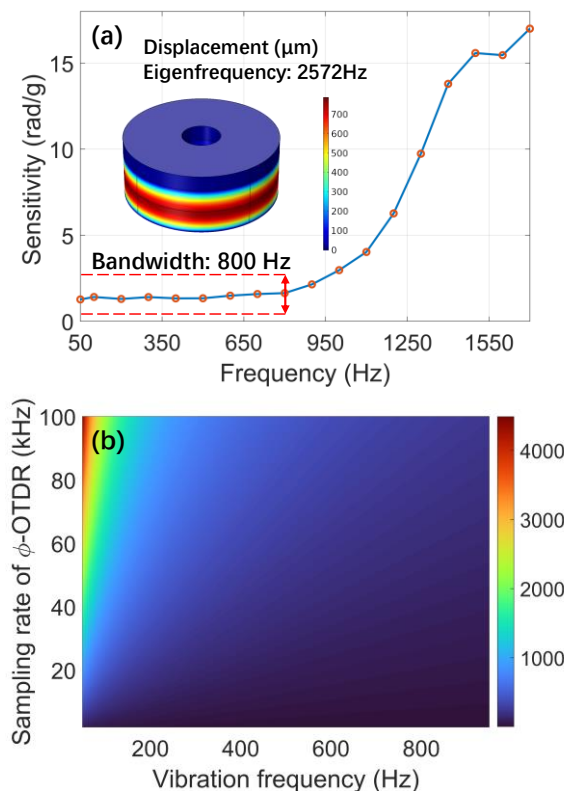 (a)
Displacement (μm)
Eigenfrequency: 2572Hz
700
600
500
400
300
200
100
0
Bandwidth: 800 Hz
15
10
5
0
Sensitivity (rad/g)
50 350 650 950 1250 1550
Frequency (Hz)
(b)
100
80
60
40
20
Sampling rate of ϕ-OTDR (kHz)
4000
3000
2000
1000
200 400 600 800
Vibration frequency (Hz)